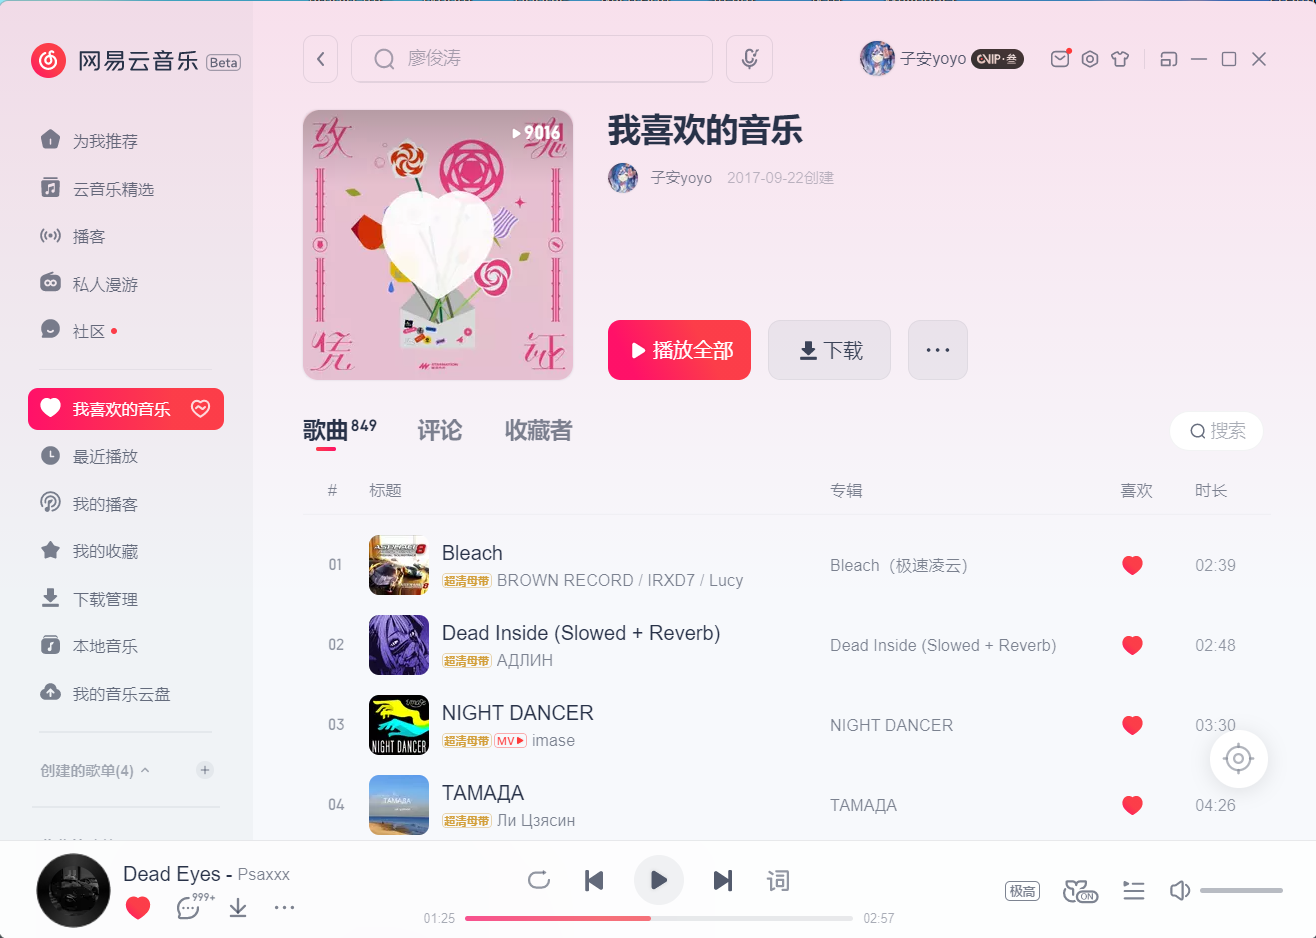 网易云音乐 Beta
廖俊涛
子安yoyo VIP·叁
为我推荐
云音乐精选
播客
私人漫游
社区
我喜欢的音乐
最近播放
我的播客
我的收藏
下载管理
本地音乐
我的音乐云盘
创建的歌单(4)
9016
我喜欢的音乐
子安yoyo 2017-09-22创建
播放全部 下载
歌曲 849 评论 收藏者
搜索
# 标题 专辑 喜欢 时长
01 Bleach Bleach（极速凌云） 02:39
超清母带 BROWN RECORD / IRXD7 / Lucy
02 Dead Inside (Slowed + Reverb) Dead Inside (Slowed + Reverb) 02:48
超清母带 АДЛИН
03 NIGHT DANCER NIGHT DANCER 03:30
NIGHT DANCER
超清母带 MV imase
04 ТАМАДА ТАМАДА 04:26
ТАМАДА
超清母带 Ли Цзясин
Dead Eyes - Psaxxx
999+
词
01:25 02:57
极高 ON